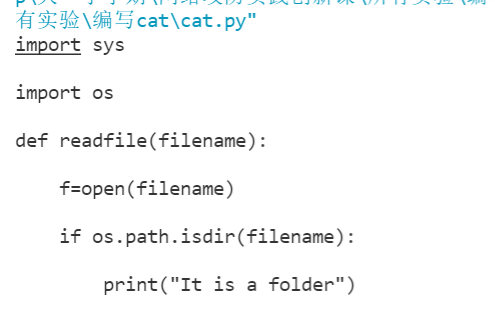 有实验\编写cat\cat.py"
import sys
import os
def readfile(filename):
    f=open(filename)
    if os.path.isdir(filename):
        print("It is a folder")